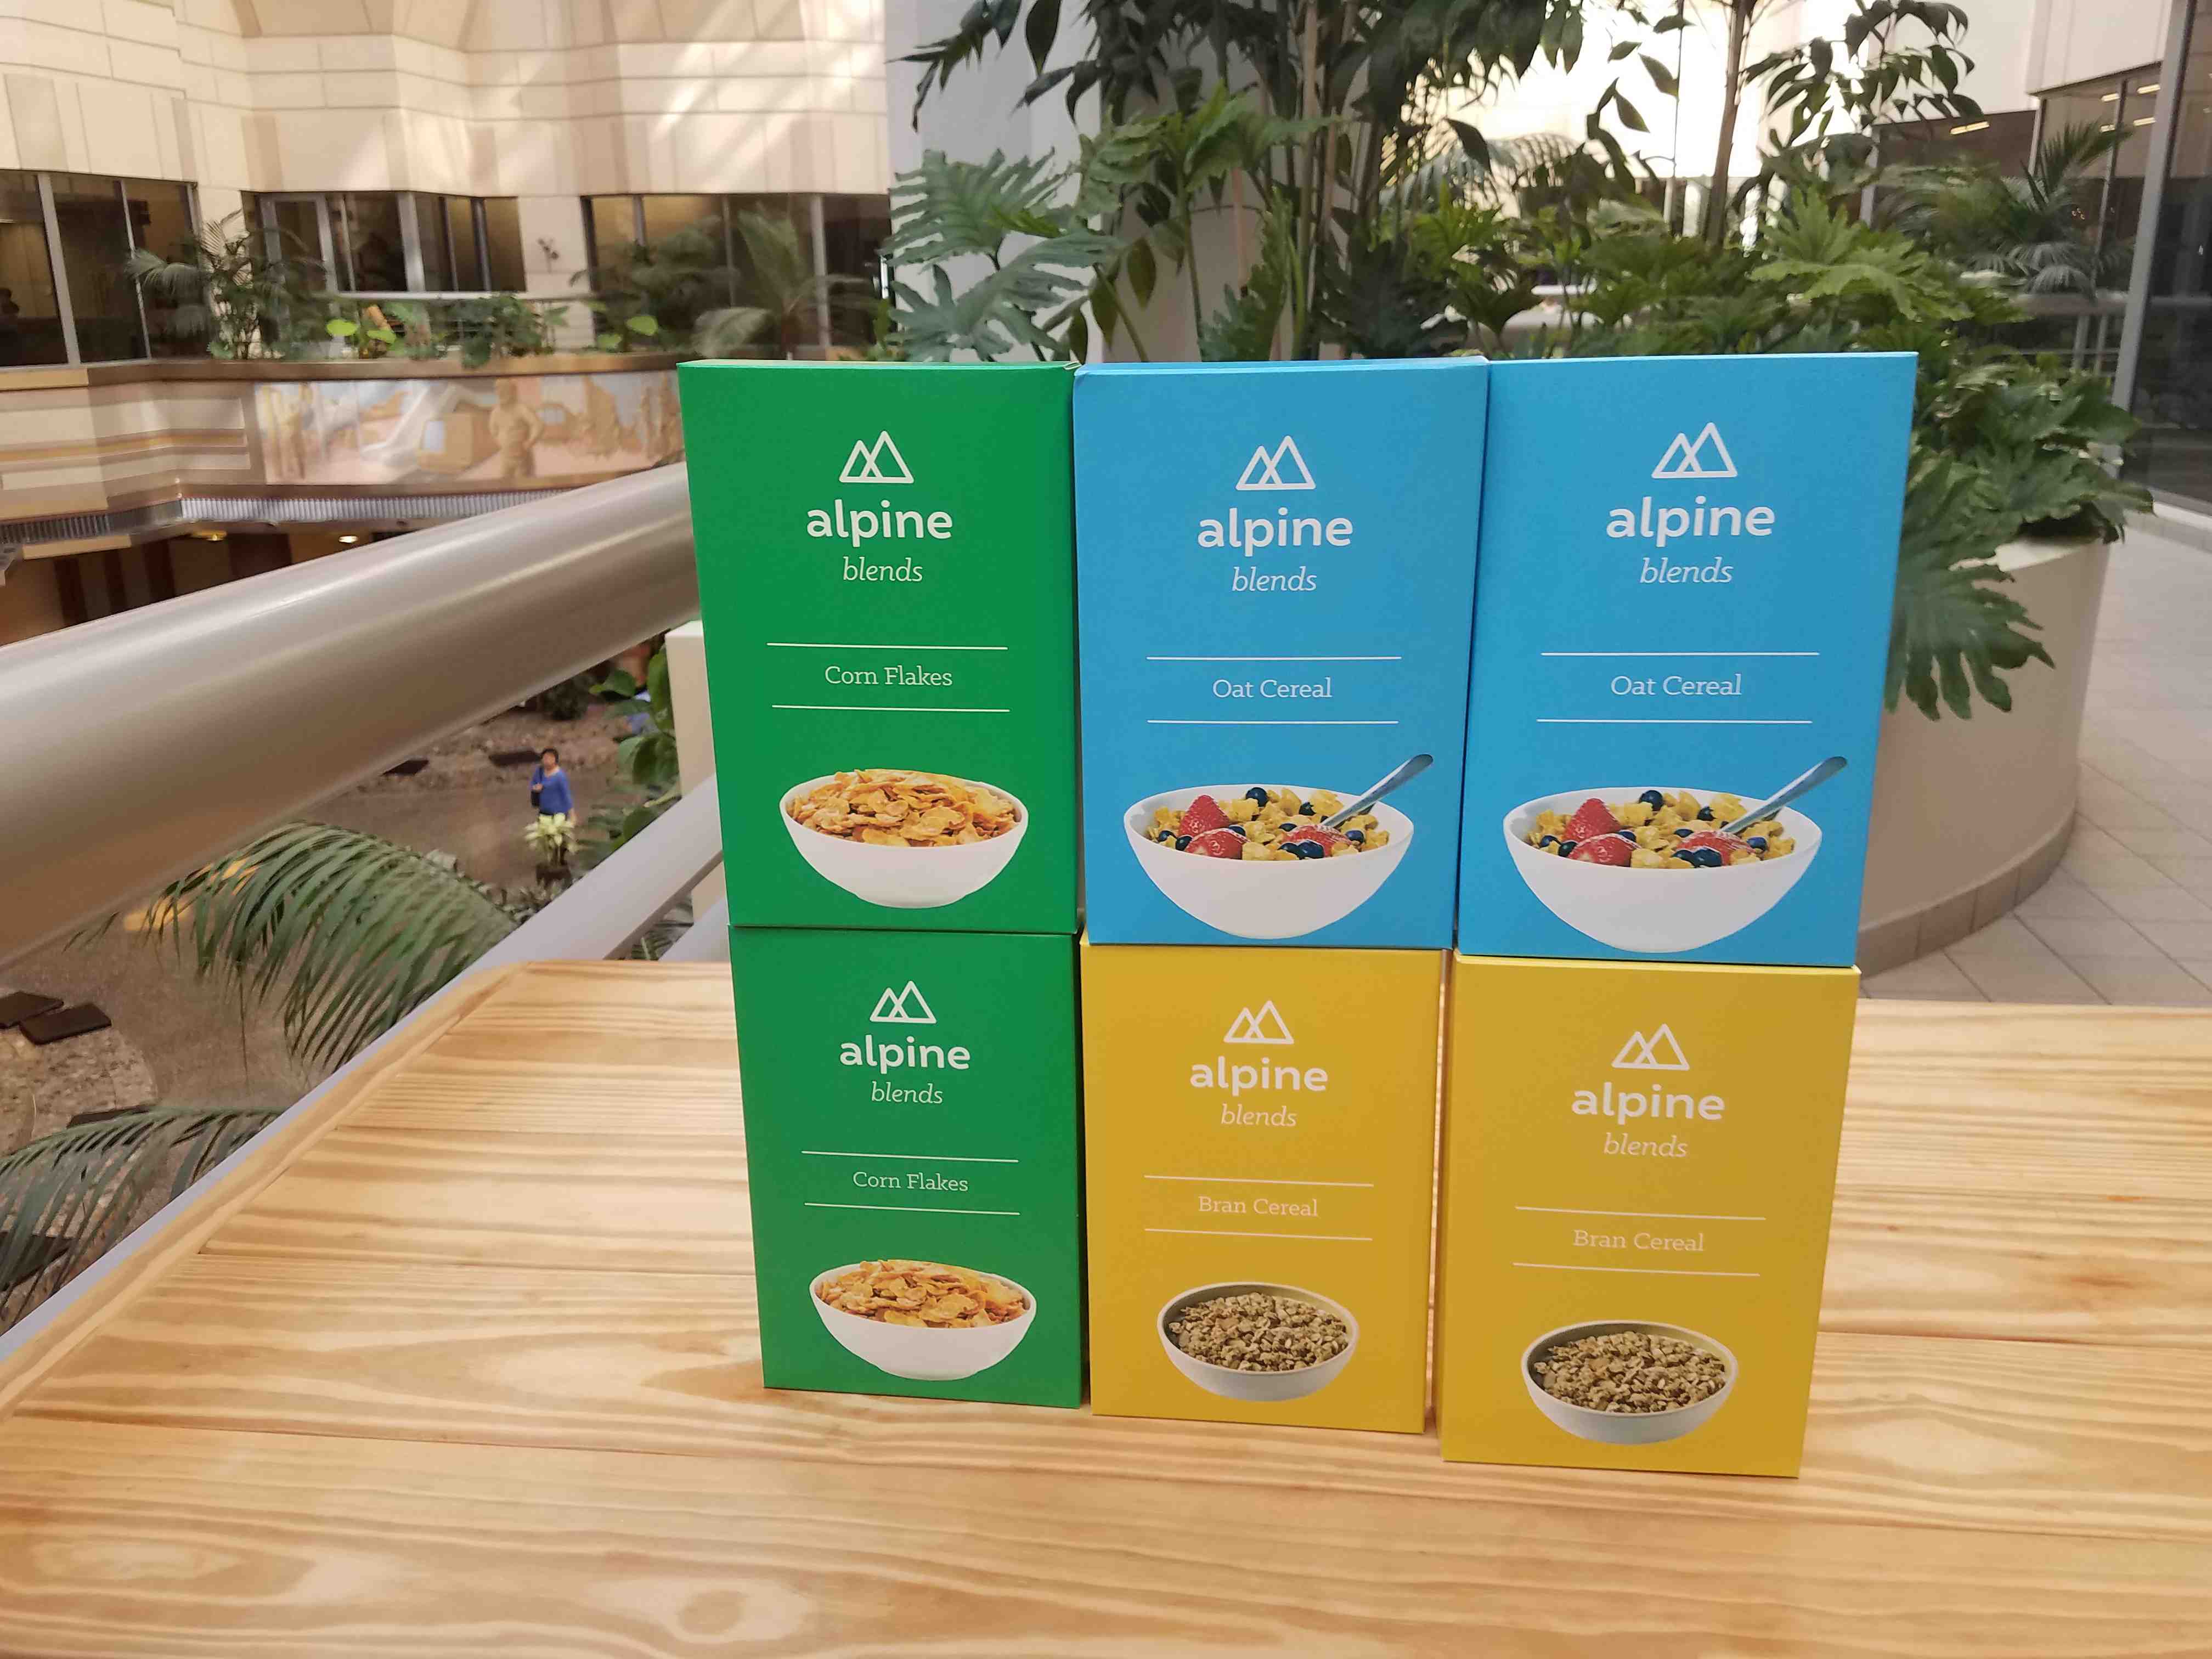 alpine
blends
Corn Flakes
alpine
blends
Oat Cereal
alpine
blends
Oat Cereal
alpine
blends
Corn Flakes
alpine
blends
Bran Cereal
alpine
blends
Bran Cereal